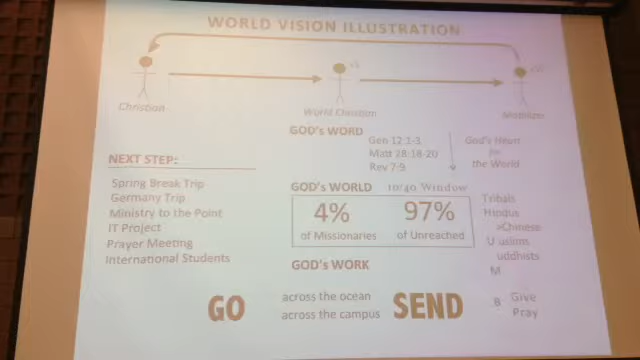 WORLD VISION ILLUSTRATION
Christian
World Christian
GOD's WORD
Gen 12:1-3
Matt 28:18-20
Rev 7:9
God's Heart
for
the World
NEXT STEP:
Spring Break Trip
Germany Trip
Ministry to the Point
IT Project
Prayer Meeting
International Students
GOD's WORLD 10/40 Window
4%
of Missionaries
97%
of Unreached
Tribals
Hindus
>Chinese
U uslims
uddhists
M
GOD's WORK
GO
across the ocean
across the campus
SEND
B Give
Pray